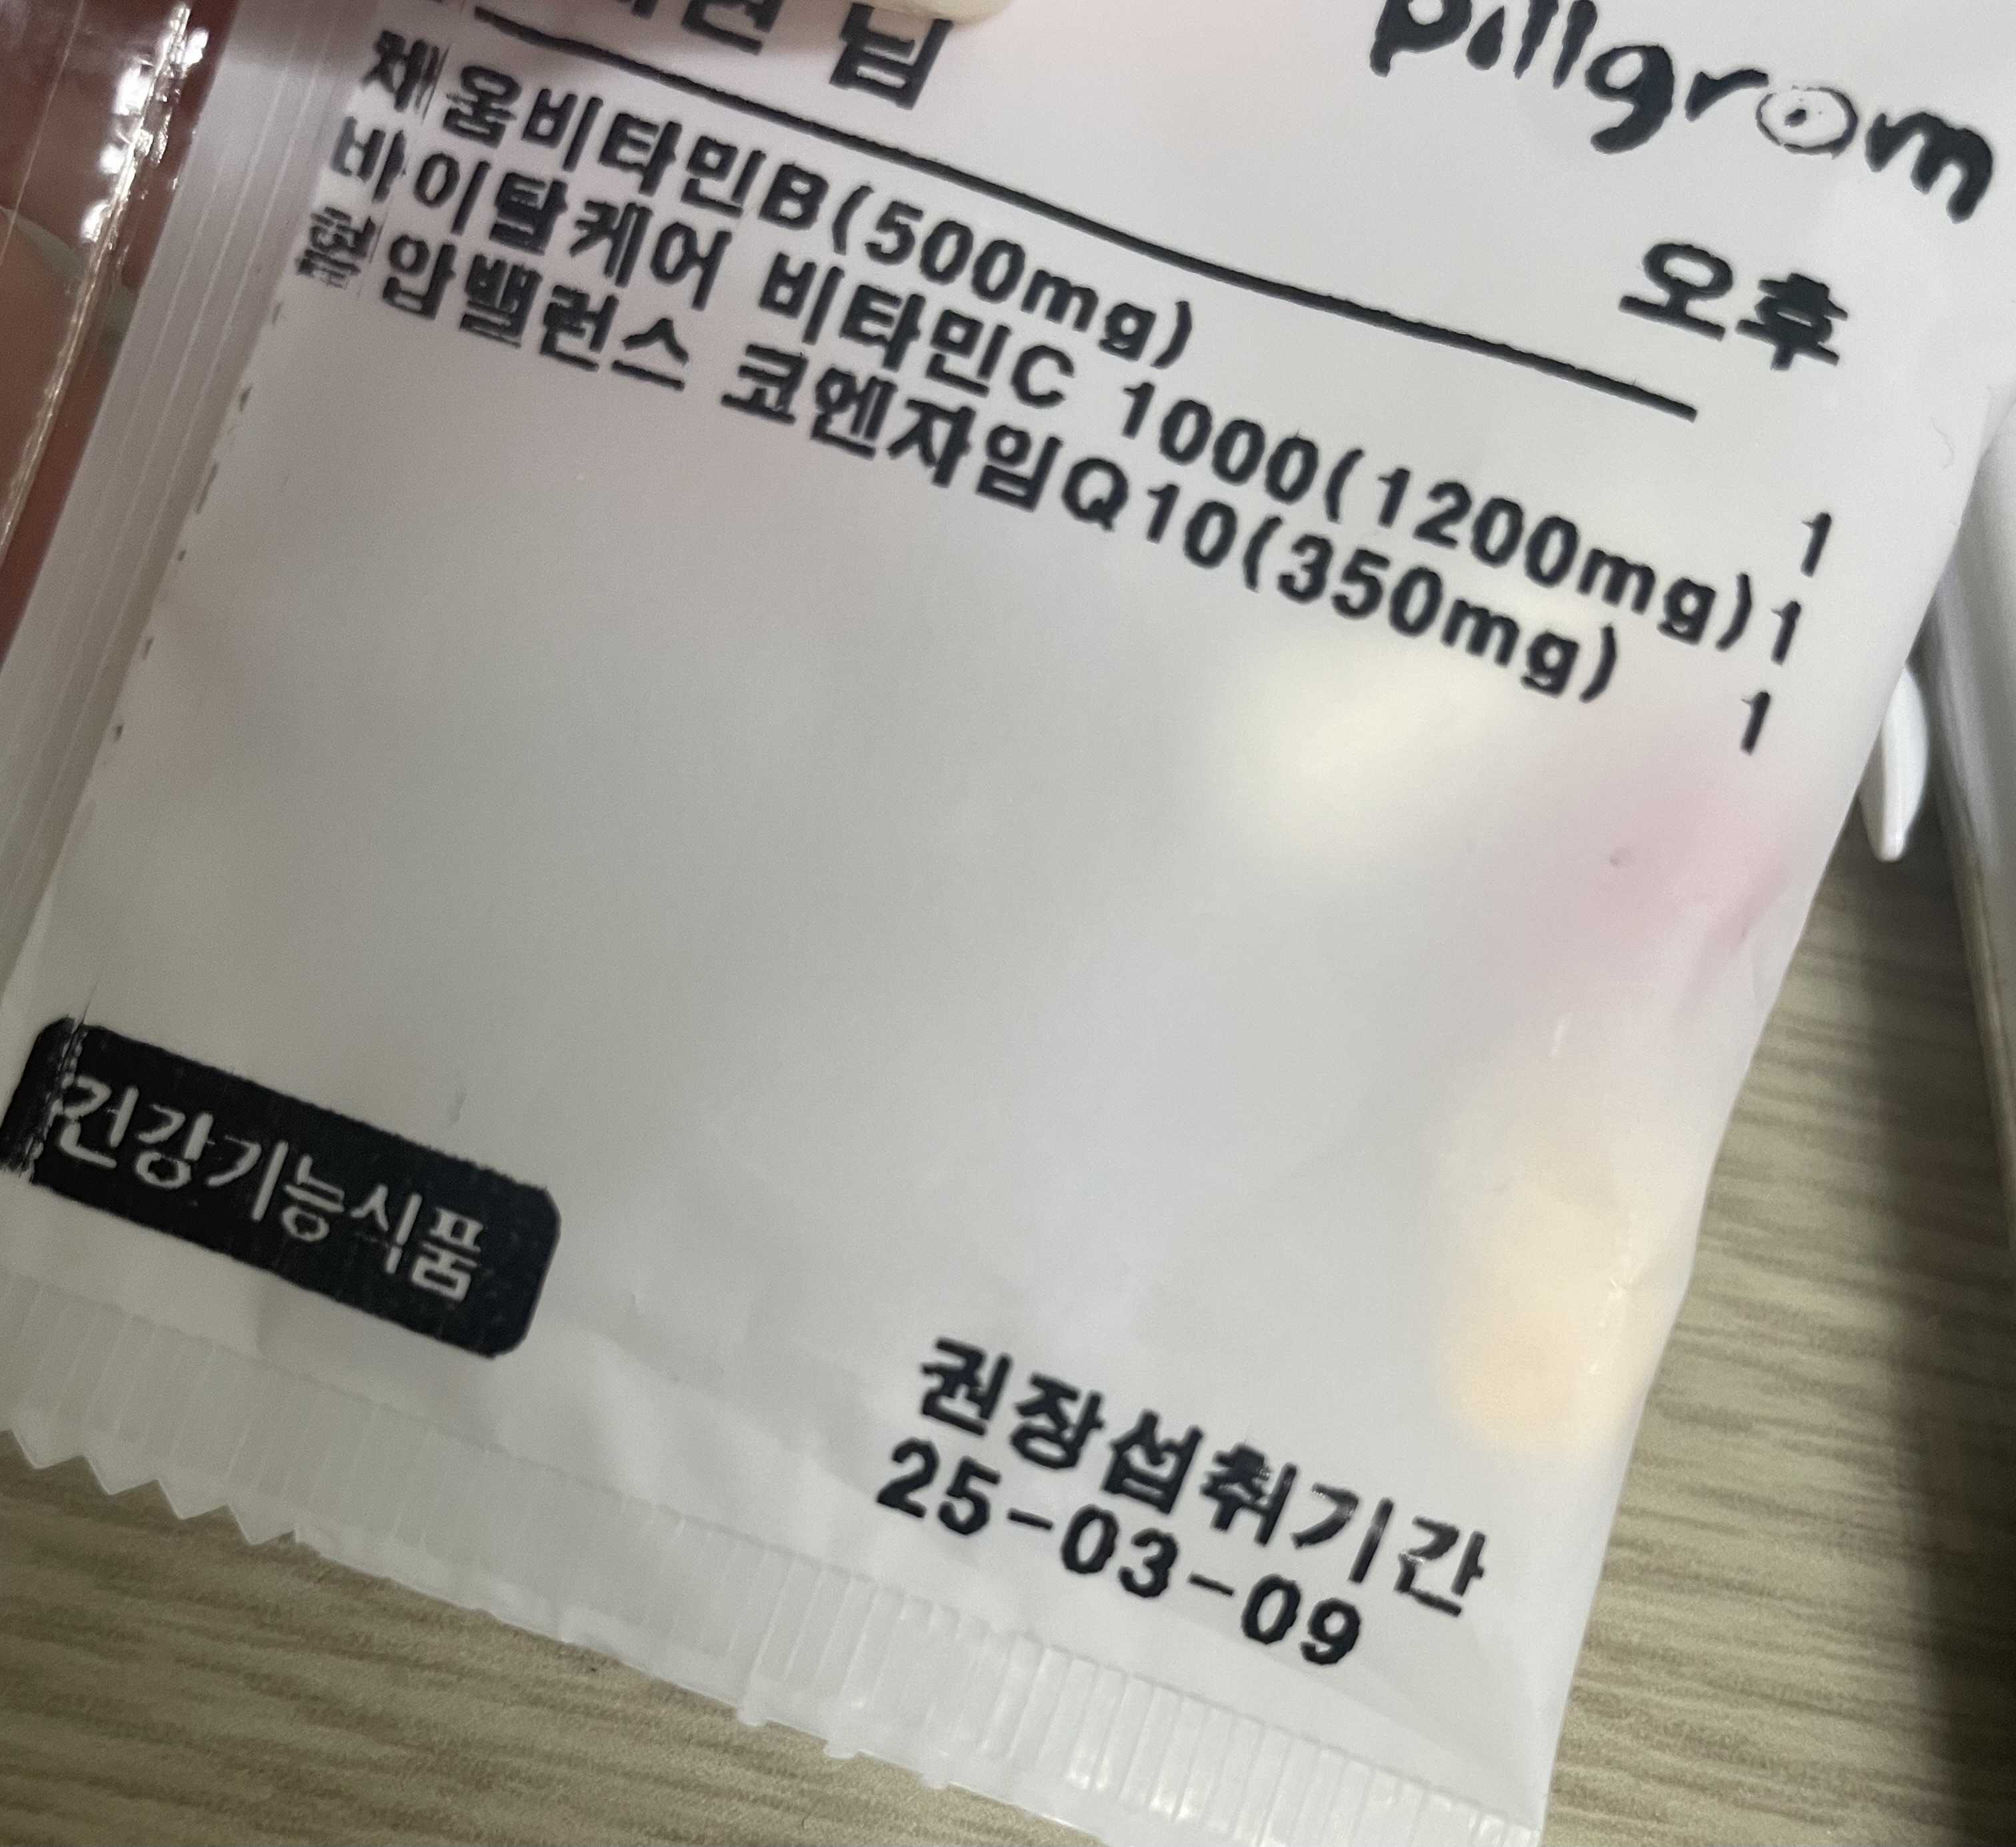 님
pillgrom
오후
채움비타민B(500mg) 1
바이탈케어 비타민C 1000(1200mg) 1
혈압밸런스 코엔자임Q10(350mg) 1
건강기능식품
권장섭취기간
25-03-09